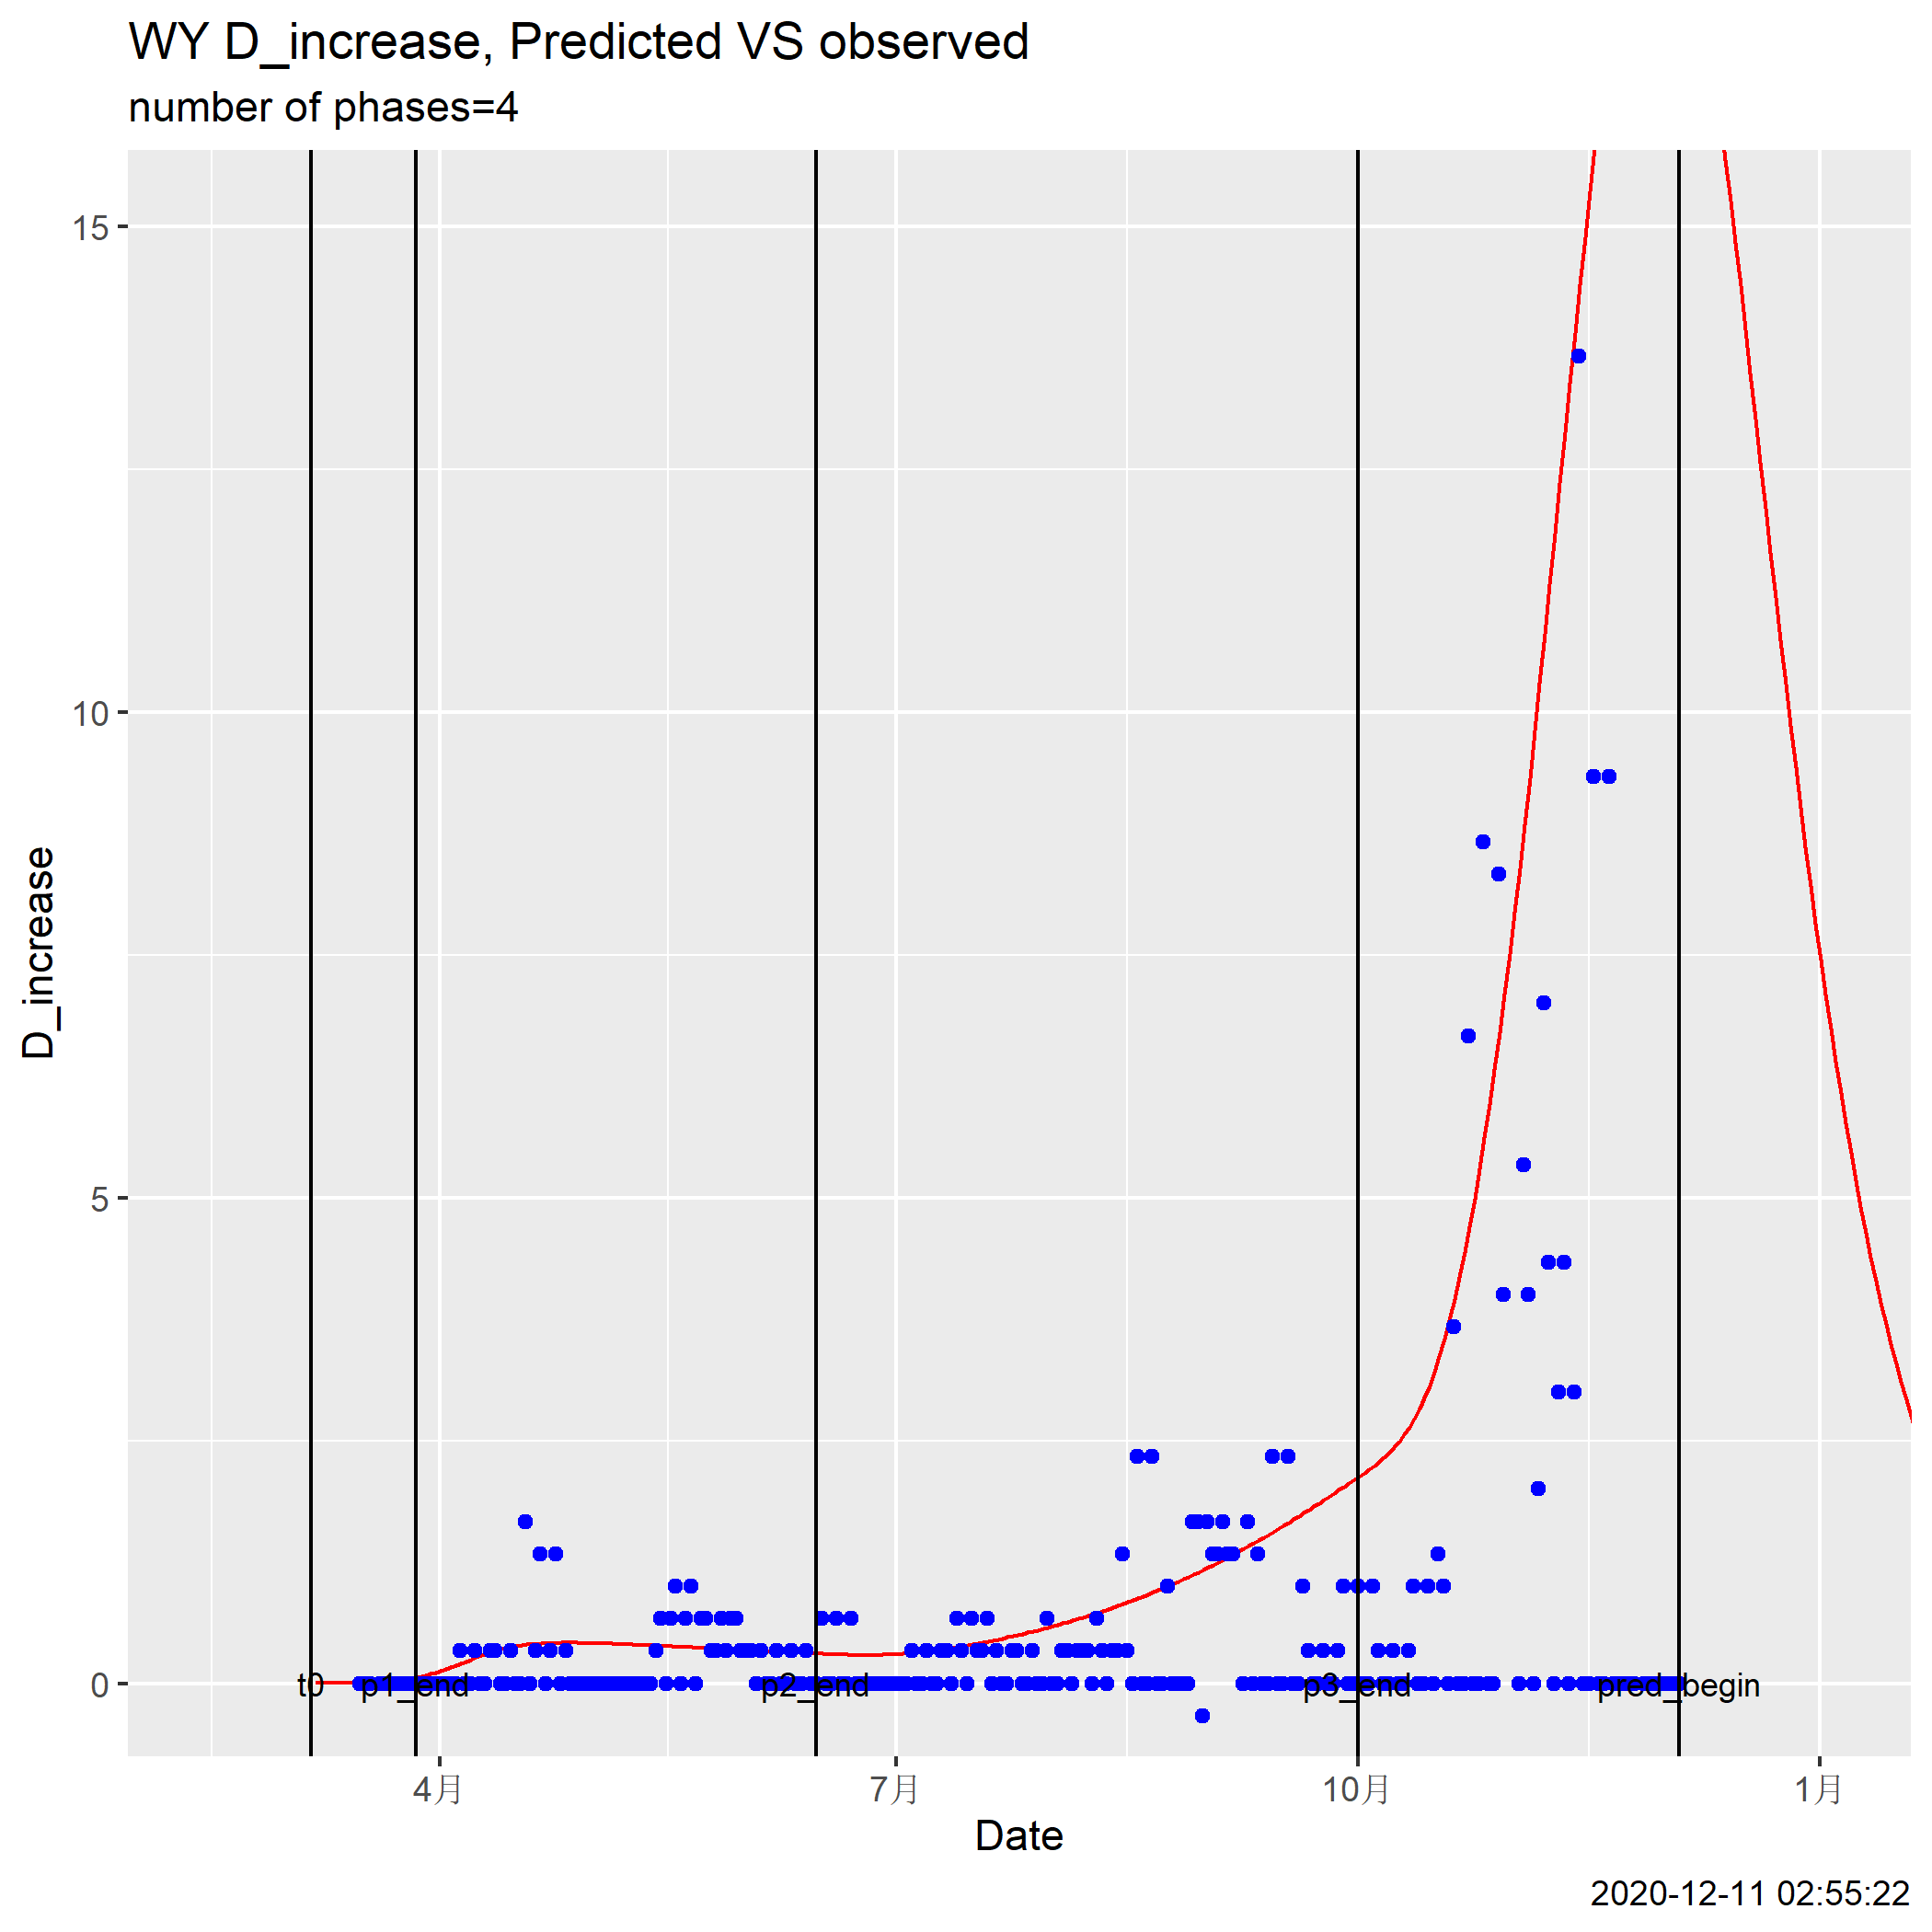 WY D_increase, Predicted VS observed
number of phases=4
15
10
5
0
D_increase
t0
p1_end
p2_end
p3_end
pred_begin
4月
7月
10月
1月
Date
2020-12-11 02:55:22